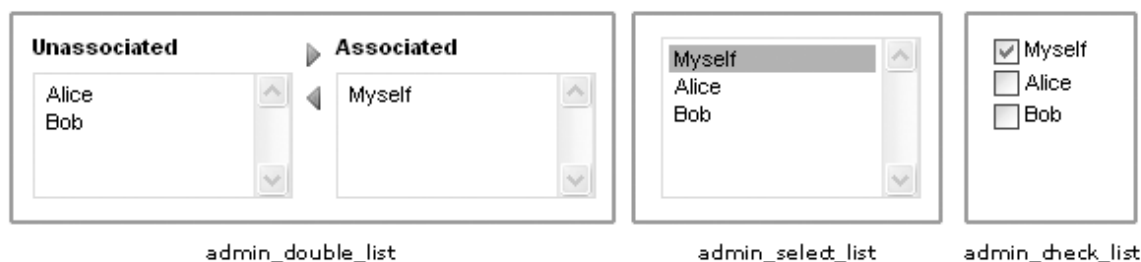 Unassociated
Associated
Alice
Bob
Myself
Myself
Alice
Bob
Myself
Alice
Bob
admin_double_list
admin_select_list
admin_check_list